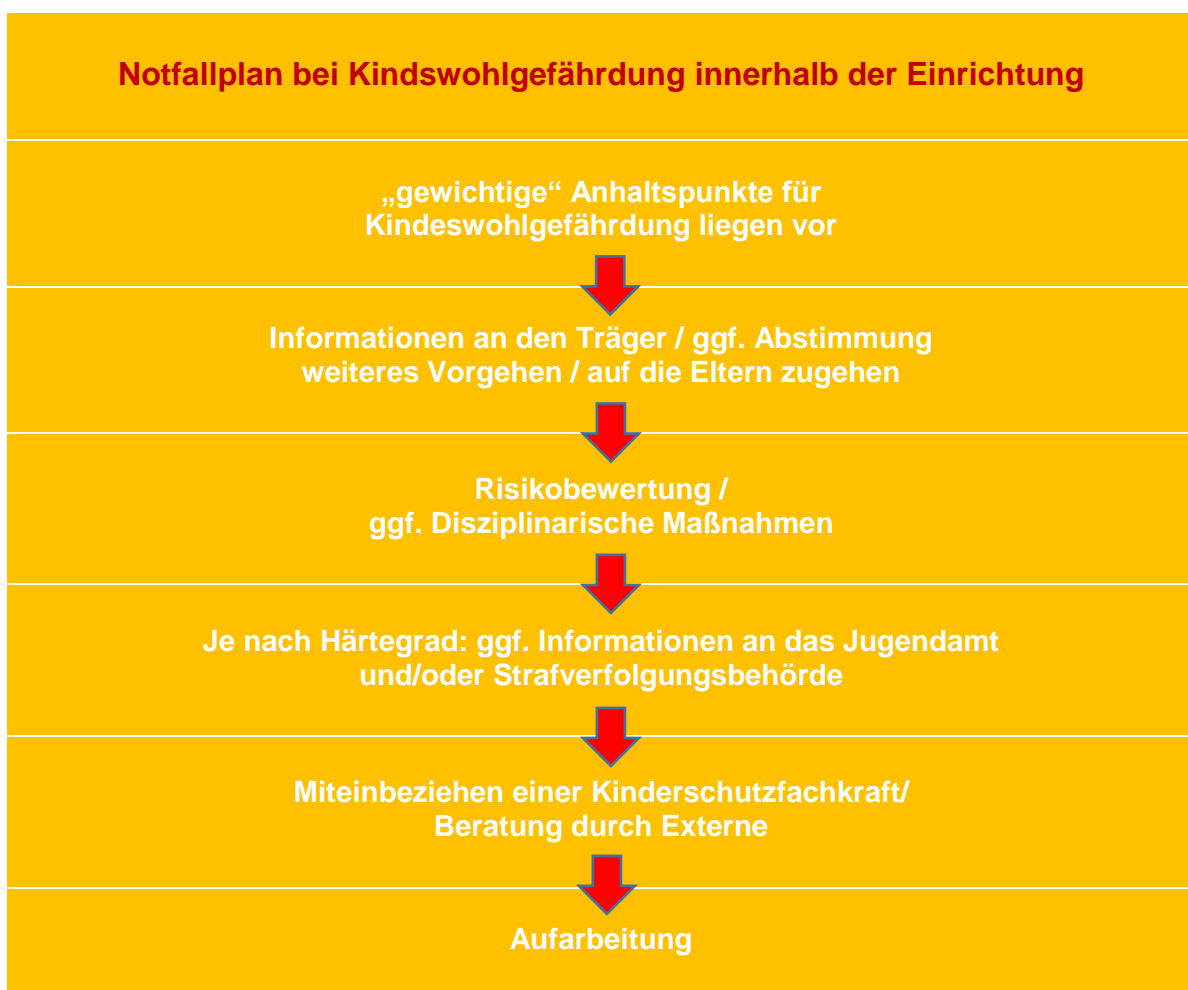 Notfallplan bei Kindswohlgefährdung innerhalb der Einrichtung
„gewichtige“ Anhaltspunkte für
Kindeswohlgefährdung liegen vor
Informationen an den Träger / ggf. Abstimmung
weiteres Vorgehen / auf die Eltern zugehen
Risikobewertung /
ggf. Disziplinarische Maßnahmen
Je nach Härtegrad: ggf. Informationen an das Jugendamt
und/oder Strafverfolgungsbehörde
Miteinbeziehen einer Kinderschutzfachkraft/
Beratung durch Externe
Aufarbeitung